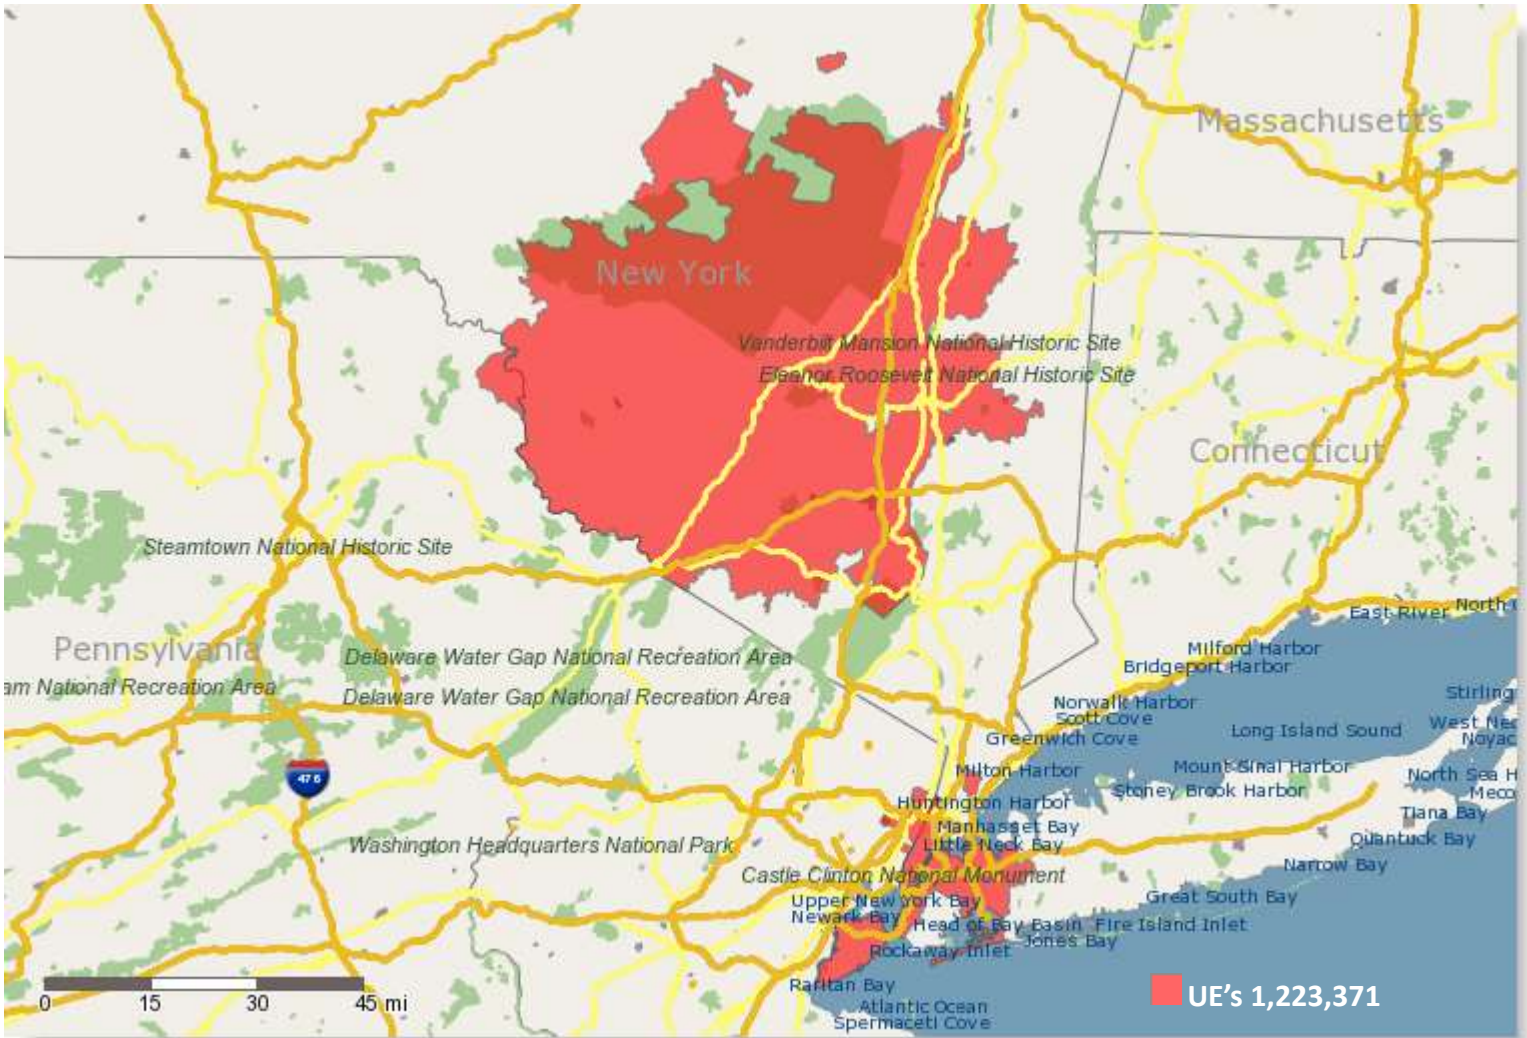 Massachusetts
New York
Vanderbilt Mansion National Historic Site
Eleanor Roosevelt National Historic Site
Connecticut
Steamtown National Historic Site
East River
North
Pennsylvania
Milford Harbor
Delaware Water Gap National Recreation Area
Bridgeport Harbor
am National Recreation Area
Delaware Water Gap National Recreation Area
Stirling
Norwalk Harbor
Scott Cove
West Nec
Long Island Sound
Greenwich Cove
Noyac
Milton Harbor
Mount Sinai Harbor
476
North Sea H
Stoney Brook Harbor
Meco
Huntington Harbor
Tiana Bay
Manhasset Bay
Quantuck Bay
Washington Headquarters National Park
Little Neck Bay
Narrow Bay
Castle Clinton National Monument
Great South Bay
Upper New York Bay
Newark Bay
Head of Bay Basin
Fire Island Inlet
Jones Bay
Rockaway Inlet
Raritan Bay
UE's 1,223,371
0 15 30 45 mi
Atlantic Ocean
Spermaceti Cove